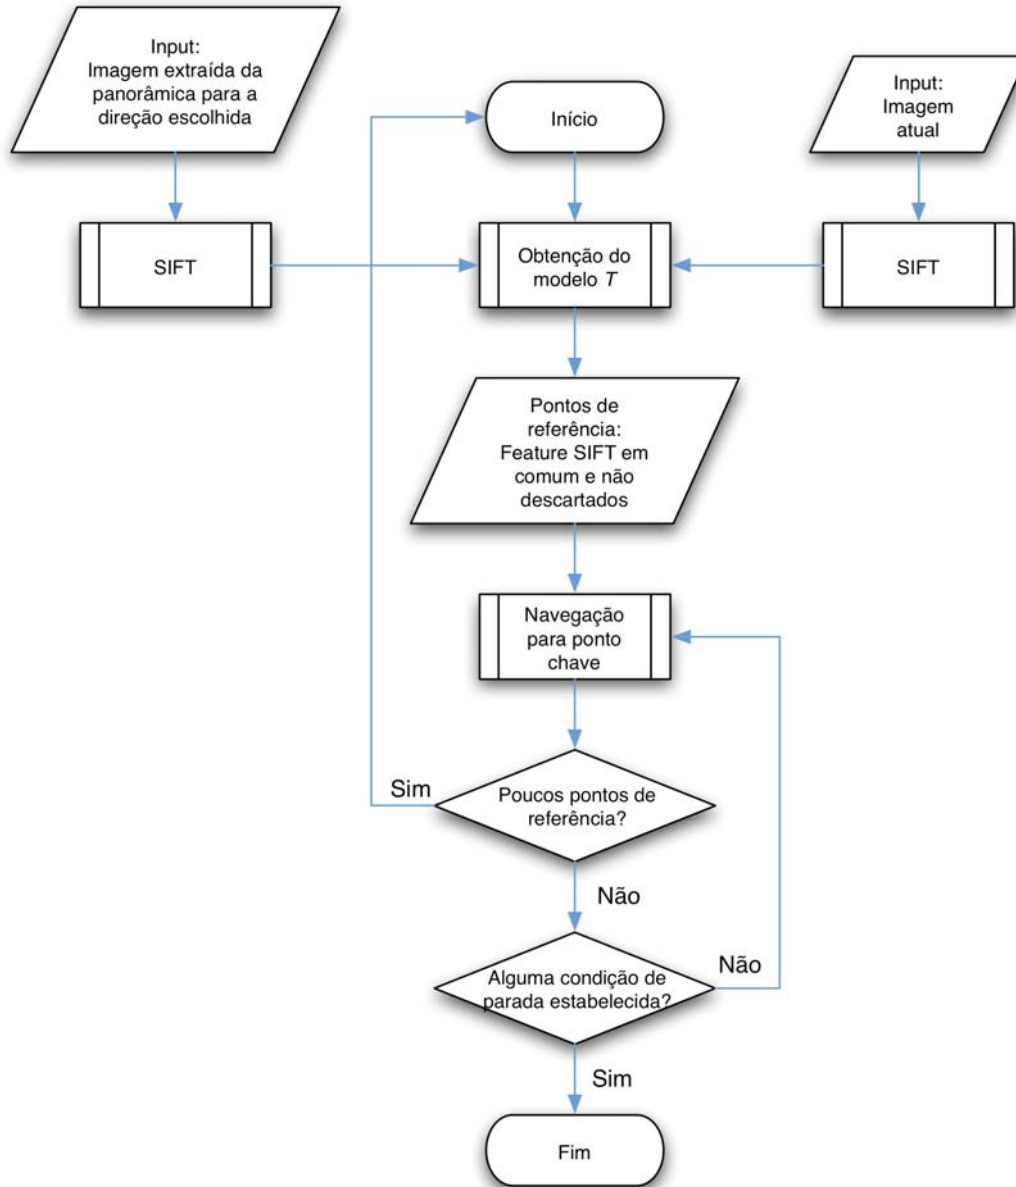 Input:
Imagem extraída da
panorâmica para a
direção escolhida
Início
Input:
Imagem
atual
SIFT
Obtenção do
modelo T
SIFT
Pontos de
referência:
Feature SIFT em
comum e não
descartados
Navegação
para ponto
chave
Sim
Poucos pontos de
referência?
Não
Alguma condição de
parada estabelecida?
Não
Sim
Fim